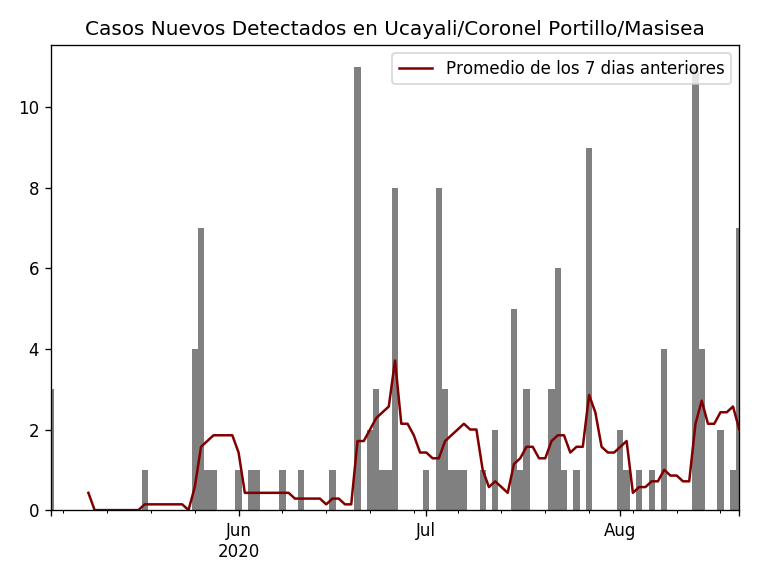 Casos Nuevos Detectados en Ucayali/Coronel Portillo/Masisea
Promedio de los 7 dias anteriores
10
8
6
4
2
0
Jun
Jul
Aug
2020